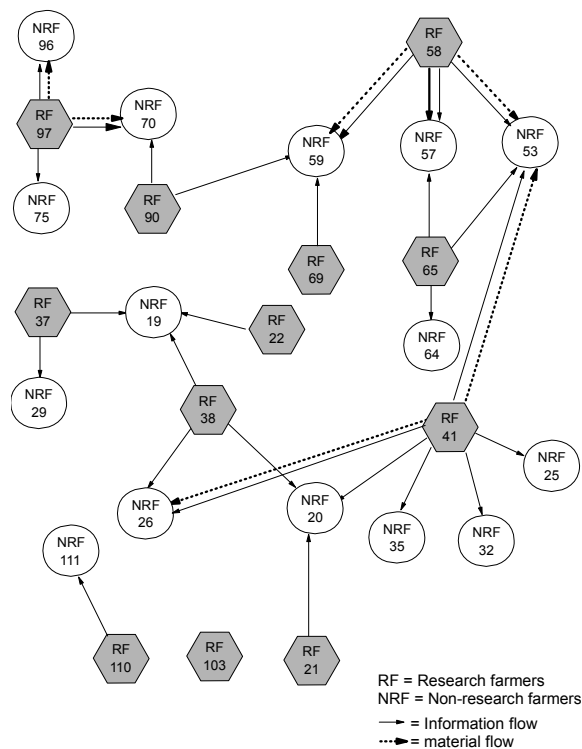 NRF
96
RF
58
RF
97
NRF
70
NRF
59
NRF
57
NRF
53
NRF
75
RF
90
RF
69
RF
65
RF
37
NRF
19
RF
22
NRF
64
NRF
29
RF
38
RF
41
NRF
25
NRF
26
NRF
20
NRF
35
NRF
32
NRF
111
RF
110
RF
103
RF
21
RF = Research farmers
NRF = Non-research farmers
= Information flow
= material flow